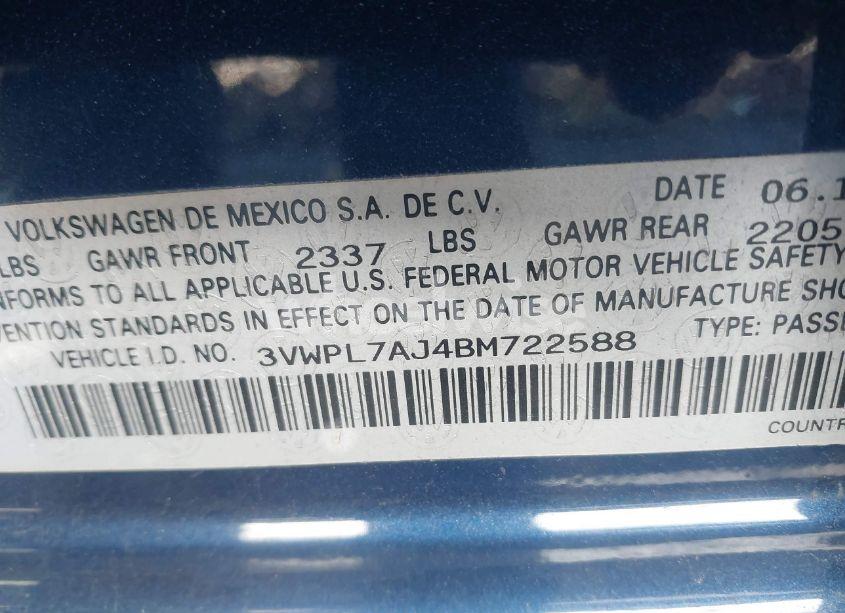 VOLKSWAGEN DE MEXICO S.A. DE C.V. DATE 06.1
LBS GAWR FRONT 2337 LBS GAWR REAR 2205
NFORMS TO ALL APPLICABLE U.S. FEDERAL MOTOR VEHICLE SAFETY
VENTION STANDARDS IN EFFECT ON THE DATE OF MANUFACTURE SHO
VEHICLE I.D. NO. 3VWPL7AJ4BM722588 TYPE: PASSE
COUNTR